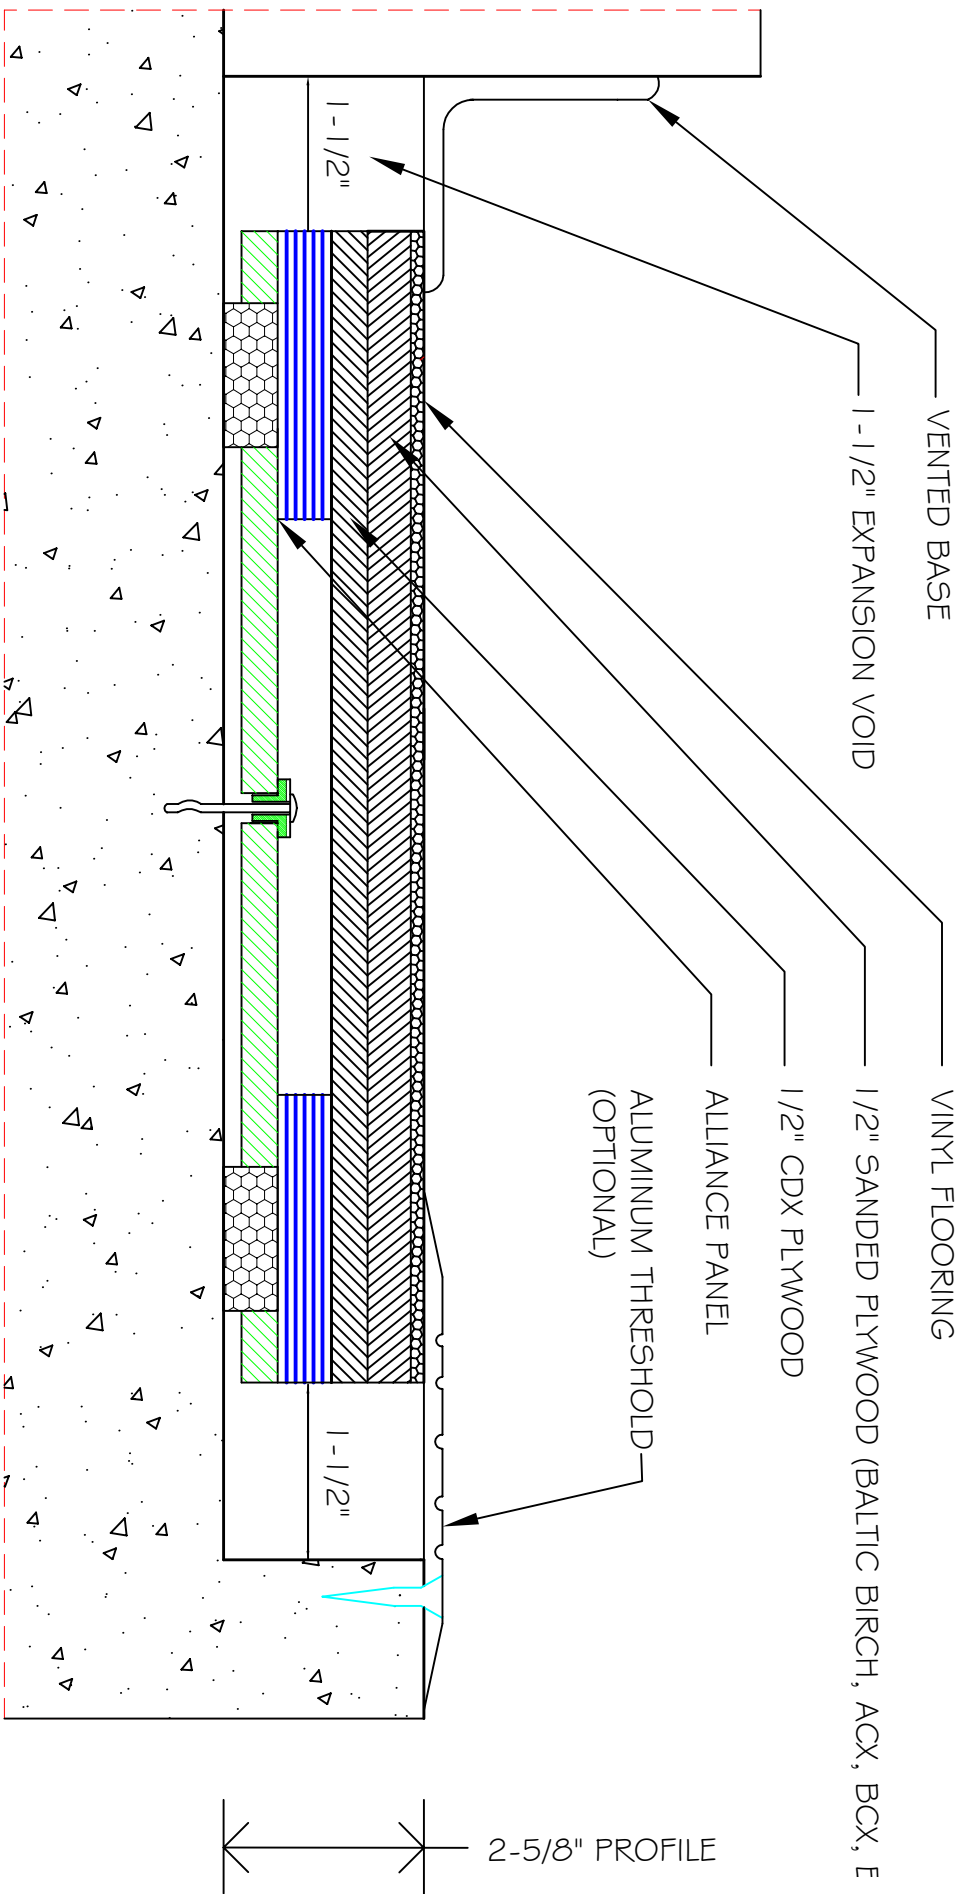 VENTED BASE
1-1/2" EXPANSION VOID
VINYL FLOORING
1/2" SANDED PLYWOOD (BALTIC BIRCH, ACX, BCX,
1/2" CDX PLYWOOD
ALLIANCE PANEL
ALUMINUM THRESHOLD
(OPTIONAL)
1-1/2"
1-1/2"
2-5/8" PROFILE